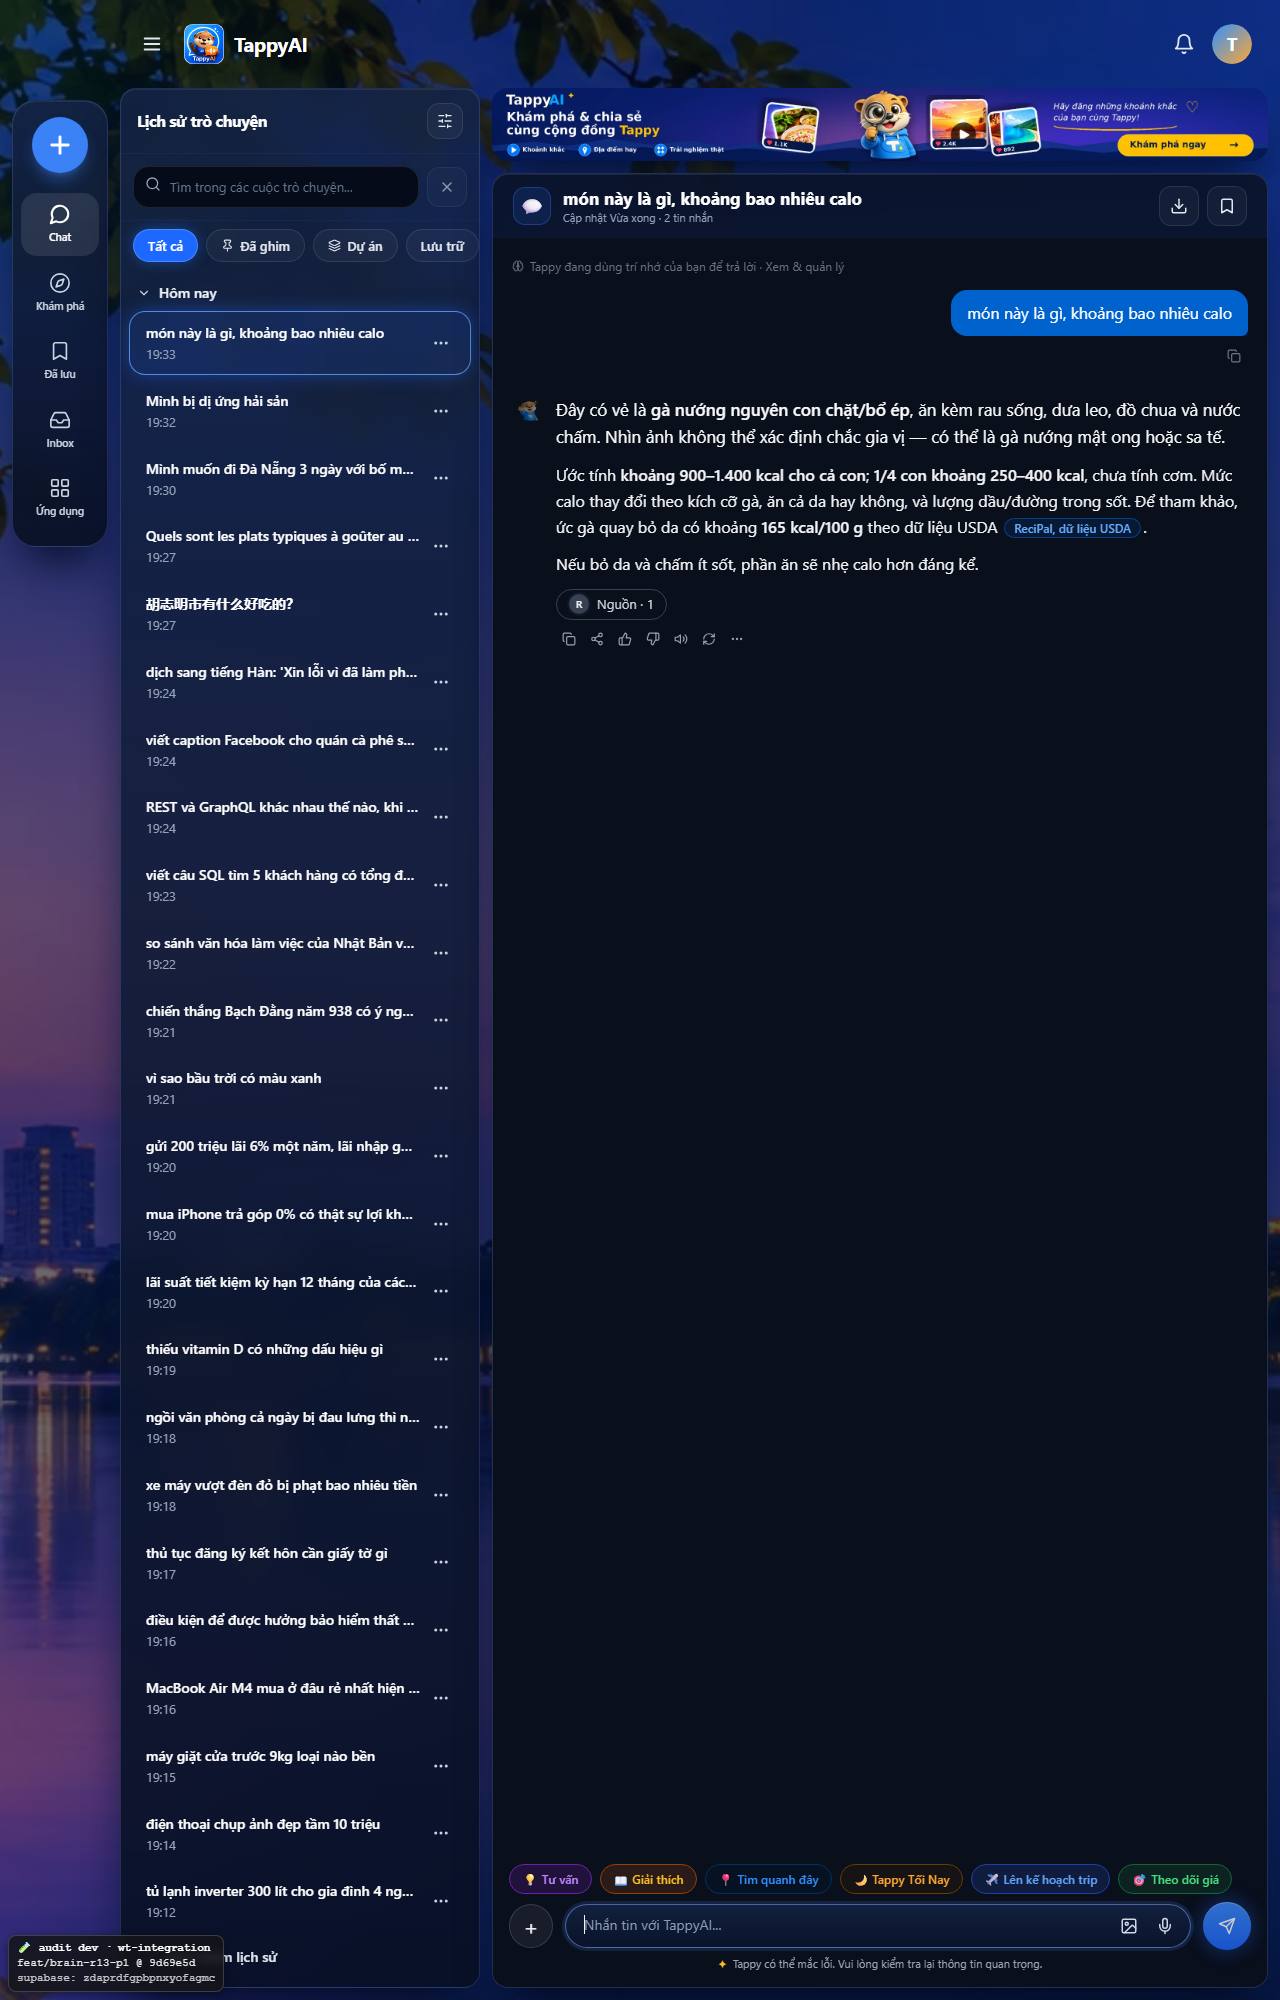 TappyAI
T
Chat
Khám phá
Đã lưu
Inbox
Ứng dụng
Lịch sử trò chuyện
Tìm trong các cuộc trò chuyện...
Tất cả
Đã ghim
Dự án
Lưu trữ
Hôm nay
món này là gì, khoảng bao nhiêu calo
19:33
Mình bị dị ứng hải sản
19:32
Mình muốn đi Đà Nẵng 3 ngày với bố m...
19:30
Quels sont les plats typiques à goûter au ...
19:27
胡志明市有什么好吃的?
19:27
dịch sang tiếng Hàn: 'Xin lỗi vì đã làm ph...
19:24
viết caption Facebook cho quán cà phê s...
19:24
REST và GraphQL khác nhau thế nào, khi ...
19:24
viết câu SQL tìm 5 khách hàng có tổng đ...
19:23
so sánh văn hóa làm việc của Nhật Bản v...
19:22
chiến thắng Bạch Đằng năm 938 có ý ng...
19:21
vì sao bầu trời có màu xanh
19:21
gửi 200 triệu lãi 6% một năm, lãi nhập g...
19:20
mua iPhone trả góp 0% có thật sự lợi kh...
19:20
lãi suất tiết kiệm kỳ hạn 12 tháng của các...
19:20
thiếu vitamin D có những dấu hiệu gì
19:19
ngồi văn phòng cả ngày bị đau lưng thì n...
19:18
xe máy vượt đèn đỏ bị phạt bao nhiêu tiền
19:18
thủ tục đăng ký kết hôn cần giấy tờ gì
19:17
điều kiện để được hưởng bảo hiểm thất ...
19:16
MacBook Air M4 mua ở đâu rẻ nhất hiện ...
19:16
máy giặt cửa trước 9kg loại nào bền
19:15
điện thoại chụp ảnh đẹp tầm 10 triệu
19:14
tủ lạnh inverter 300 lít cho gia đình 4 ng...
19:12
lịch sử
audit dev · wt-integration
feat/brain-r13-p1 @ 9d69e5d
supabase: zdaprdfgpbpnxyofagmc
TappyAI
Khám phá & chia sẻ
cùng cộng đồng Tappy
Khoảnh khắc
Địa điểm hay
Trải nghiệm thật
1.1K
2.4K
892
Hãy đăng những khoảnh khắc
của bạn cùng Tappy!
Khám phá ngay →
món này là gì, khoảng bao nhiêu calo
Cập nhật Vừa xong · 2 tin nhắn
Tappy đang dùng trí nhớ của bạn để trả lời · Xem & quản lý
món này là gì, khoảng bao nhiêu calo
Đây có vẻ là gà nướng nguyên con chặt/bổ ép, ăn kèm rau sống, dưa leo, đồ chua và nước
chấm. Nhìn ảnh không thể xác định chắc gia vị — có thể là gà nướng mật ong hoặc sa tế.
Ước tính khoảng 900–1.400 kcal cho cả con; 1/4 con khoảng 250–400 kcal, chưa tính cơm. Mức
calo thay đổi theo kích cỡ gà, ăn cả da hay không, và lượng dầu/đường trong sốt. Để tham khảo,
ức gà quay bỏ da có khoảng 165 kcal/100 g theo dữ liệu USDA ReciPal, dữ liệu USDA .
Nếu bỏ da và chấm ít sốt, phần ăn sẽ nhẹ calo hơn đáng kể.
R Nguồn · 1
Tư vấn
Giải thích
Tìm quanh đây
Tappy Tối Nay
Lên kế hoạch trip
Theo dõi giá
Nhắn tin với TappyAI...
Tappy có thể mắc lỗi. Vui lòng kiểm tra lại thông tin quan trọng.